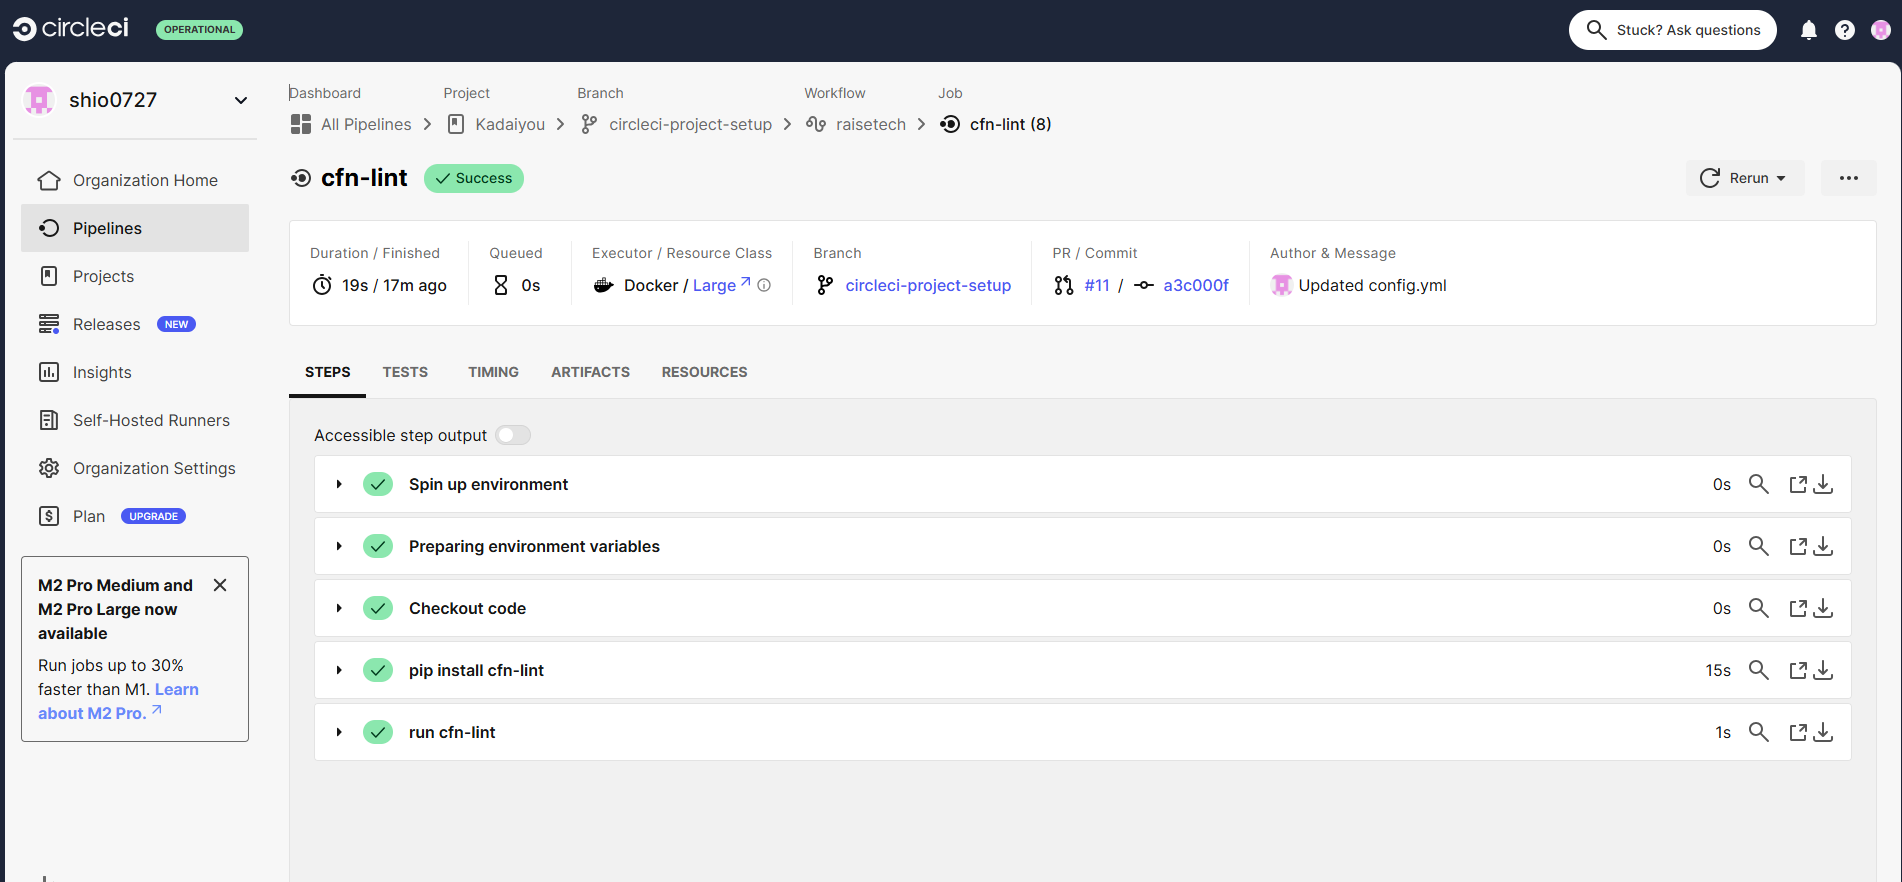 circleci
OPERATIONAL
Stuck? Ask questions
shio0727
Organization Home
Pipelines
Projects
Releases NEW
Insights
Self-Hosted Runners
Organization Settings
Plan UPGRADE
M2 Pro Medium and
M2 Pro Large now
available
Run jobs up to 30%
faster than M1. Learn
about M2 Pro.
Dashboard Project Branch Workflow Job
All Pipelines Kadaiyou circleci-project-setup raisetech cfn-lint (8)
cfn-lint Success
Rerun
Duration / Finished Queued Executor / Resource Class Branch PR / Commit Author & Message
19s / 17m ago 0s Docker / Large circleci-project-setup #11 / a3c000f Updated config.yml
STEPS TESTS TIMING ARTIFACTS RESOURCES
Accessible step output
Spin up environment 0s
Preparing environment variables 0s
Checkout code 0s
pip install cfn-lint 15s
run cfn-lint 1s